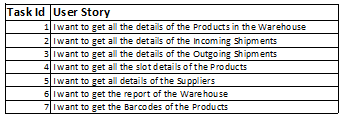 Task Id User Story
1 I want to get all the details of the Products in the Warehouse
2 I want to get all the details of the Incoming Shipments
3 I want to get all the details of the Outgoing Shipments
4 I want to get all the slot details of the Products
5 I want to get all details of the Suppliers
6 I want to get the report of the Warehouse
7 I want to get the Barcodes of the Products